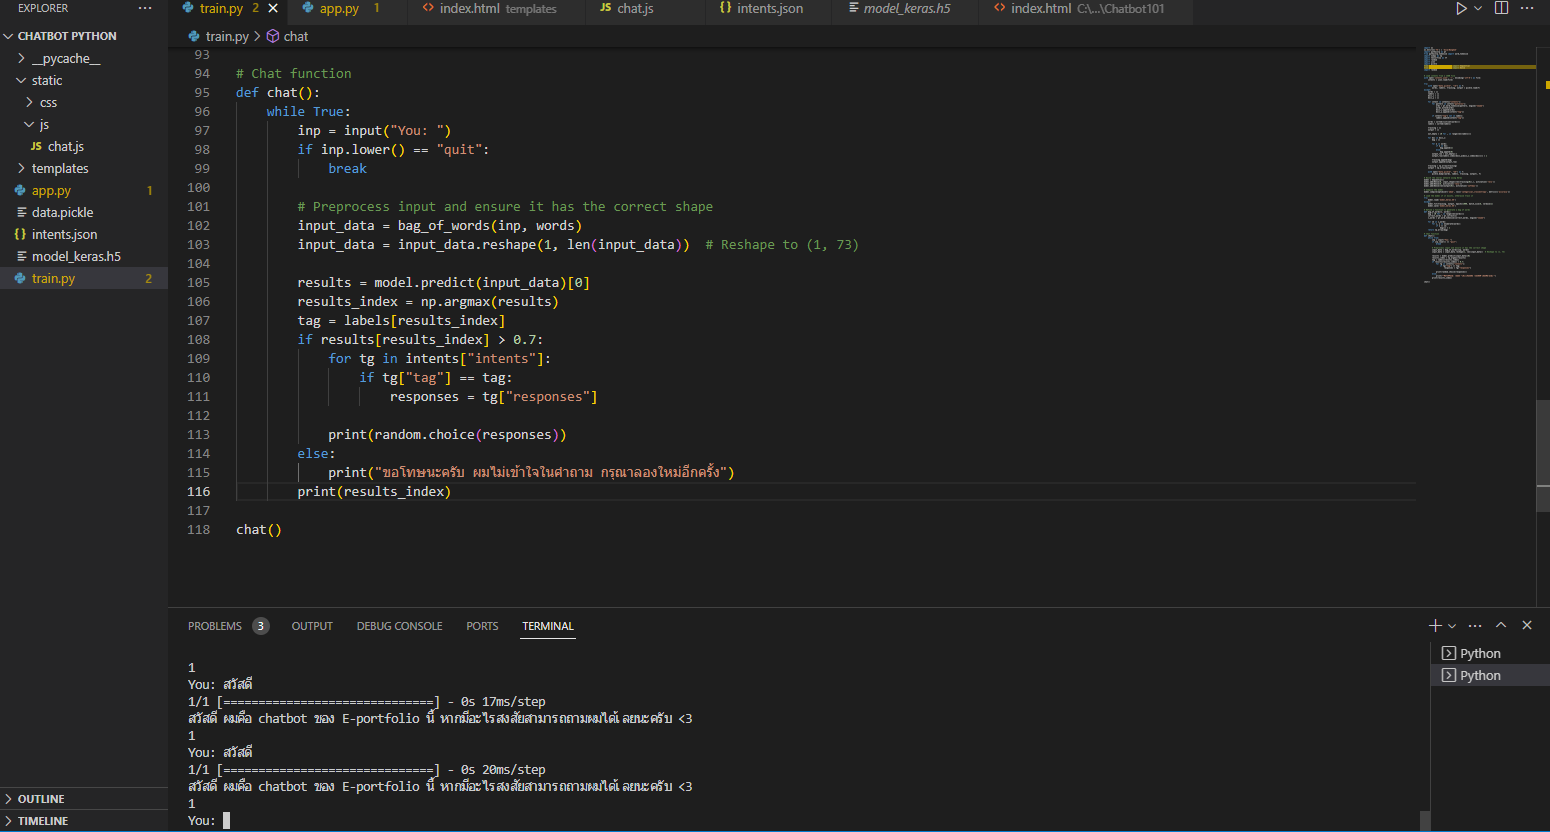 EXPLORER
CHATBOT PYTHON
__pycache__
static
css
js
JS chat.js
templates
app.py 1
data.pickle
{} intents.json
model_keras.h5
train.py 2
OUTLINE
TIMELINE
train.py 2
app.py 1
<> index.html templates
JS chat.js
{} intents.json
model_keras.h5
<> index.html C:\...\Chatbot101
train.py > chat
93
94 # Chat function
95 def chat():
96 while True:
97 inp = input("You: ")
98 if inp.lower() == "quit":
99 break
100
101 # Preprocess input and ensure it has the correct shape
102 input_data = bag_of_words(inp, words)
103 input_data = input_data.reshape(1, len(input_data)) # Reshape to (1, 73)
104
105 results = model.predict(input_data)[0]
106 results_index = np.argmax(results)
107 tag = labels[results_index]
108 if results[results_index] > 0.7:
109 for tg in intents["intents"]:
110 if tg["tag"] == tag:
111 responses = tg["responses"]
112
113 print(random.choice(responses))
114 else:
115 print("ขอโทษนะครับ ผมไม่เข้าใจในคำถาม กรุณาลองใหม่อีกครั้ง")
116 print(results_index)
117
118 chat()
PROBLEMS 3 OUTPUT DEBUG CONSOLE PORTS TERMINAL
1
You: สวัสดี
1/1 [==============================] - 0s 17ms/step
สวัสดี ผมคือ chatbot ของ E-portfolio นี้ หากมีอะไรสงสัยสามารถถามผมได้เลยนะครับ <3
1
You: สวัสดี
1/1 [==============================] - 0s 20ms/step
สวัสดี ผมคือ chatbot ของ E-portfolio นี้ หากมีอะไรสงสัยสามารถถามผมได้เลยนะครับ <3
1
You:
Python
Python